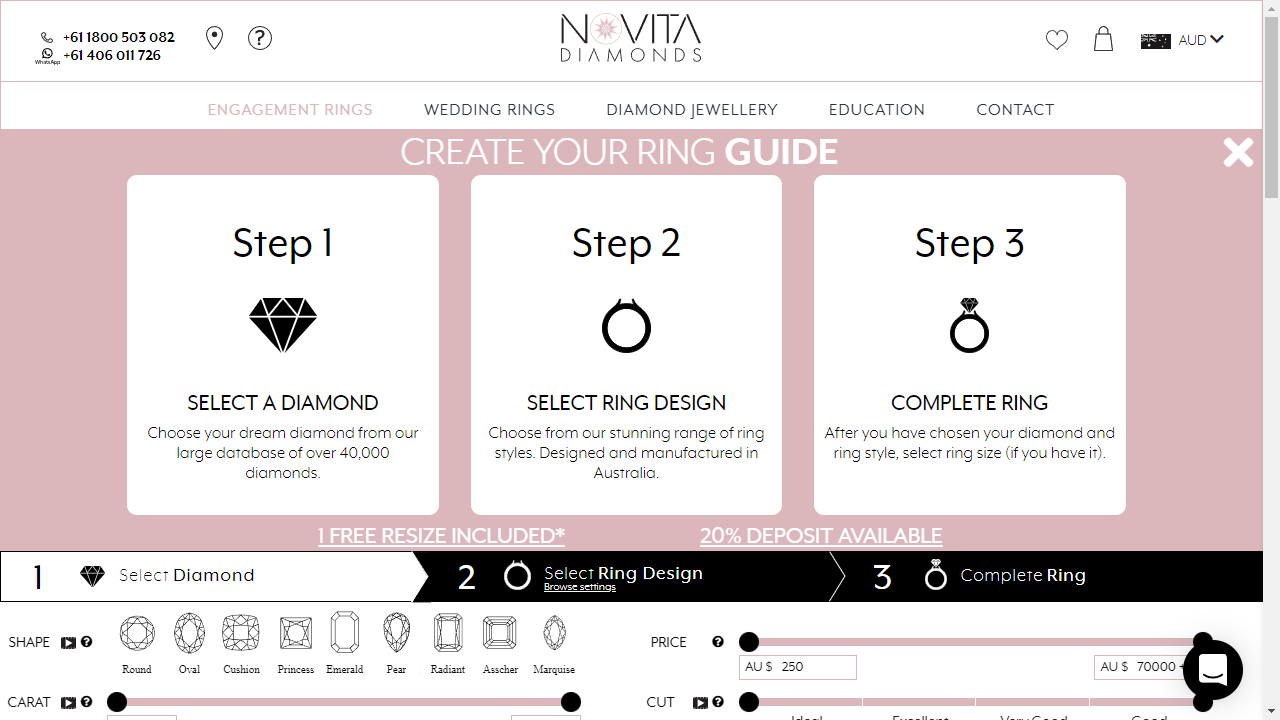 +61 1800 503 082
WhatsApp +61 406 011 726
NOVITA
DIAMONDS
AUD
ENGAGEMENT RINGS WEDDING RINGS DIAMOND JEWELLERY EDUCATION CONTACT
CREATE YOUR RING GUIDE
Step 1
SELECT A DIAMOND
Choose your dream diamond from our
large database of over 40,000
diamonds.
Step 2
SELECT RING DESIGN
Choose from our stunning range of ring
styles. Designed and manufactured in
Australia.
Step 3
COMPLETE RING
After you have chosen your diamond and
ring style, select ring size (if you have it).
1 FREE RESIZE INCLUDED* 20% DEPOSIT AVAILABLE
1 Select Diamond
2 Select Ring Design
Browse settings
3 Complete Ring
SHAPE
Round Oval Cushion Princess Emerald Pear Radiant Asscher Marquise
PRICE
AU $ 250 AU $ 70000 +
CARAT
CUT
Ideal Excellent Very Good Good